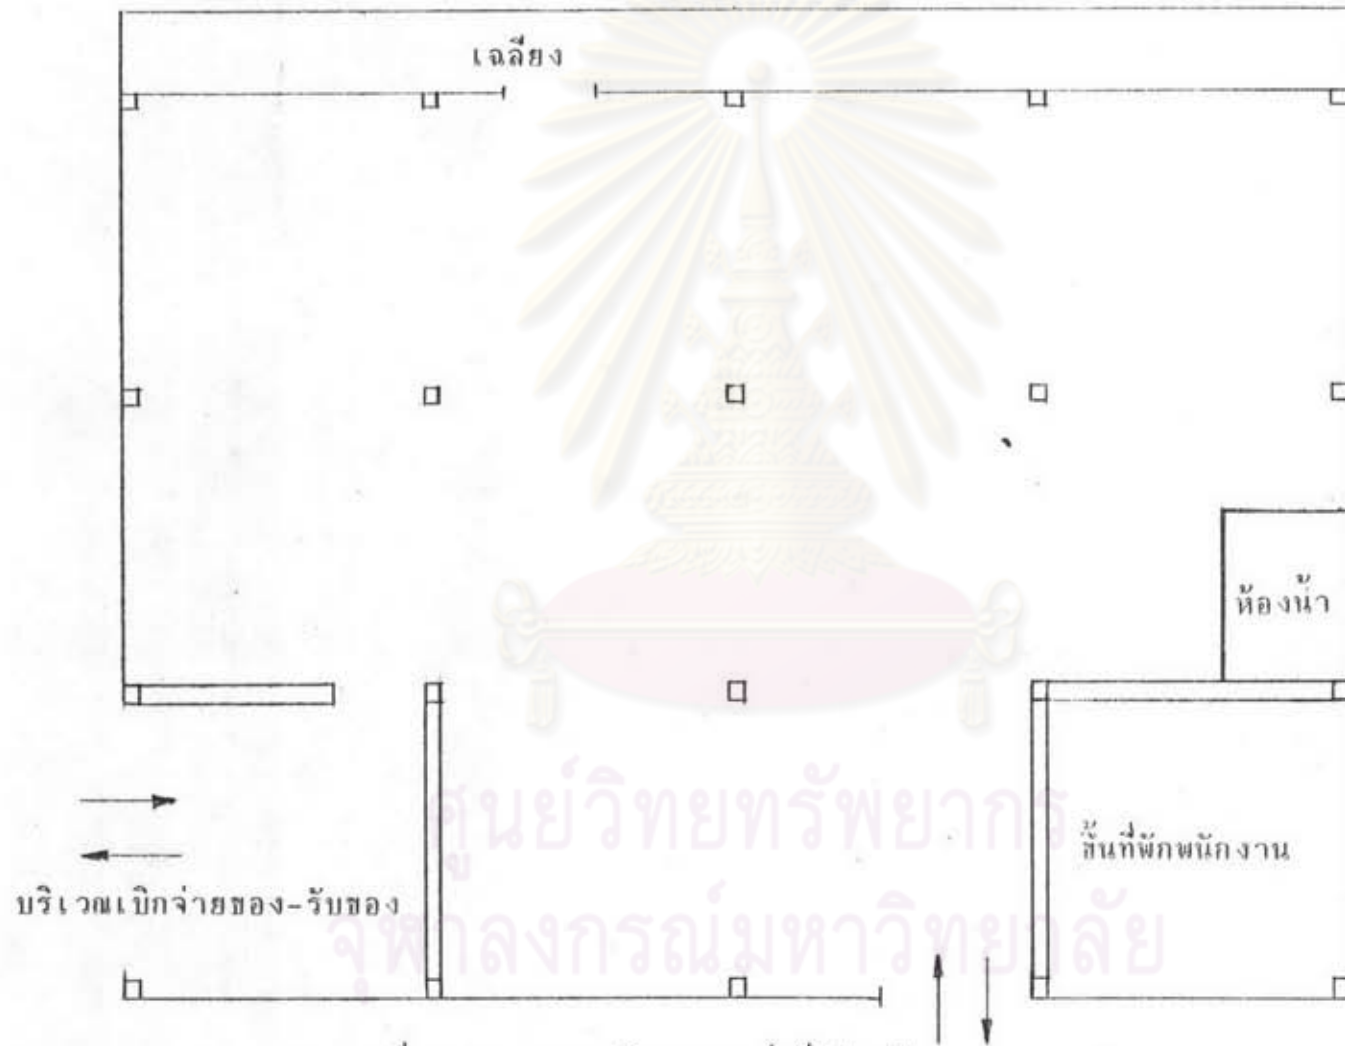 เฉลียง
ห้องน้ำ
ศูนย์วิทยทรัพยากร
ขึ้นที่พักพนักงาน
บริเวณเบิกจ่ายของ-รับของ
จุฬาลงกรณ์มหาวิทยาลัย